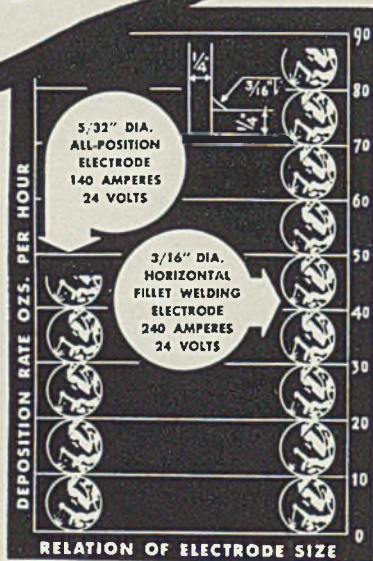 90
80
70
60
50
40
30
20
10
0
1/4"
3/16"
1/4"
5/32" DIA.
ALL-POSITION
ELECTRODE
140 AMPERES
24 VOLTS
3/16" DIA.
HORIZONTAL
FILLET WELDING
ELECTRODE
240 AMPERES
24 VOLTS
DEPOSITION RATE OZS. PER HOUR
RELATION OF ELECTRODE SIZE